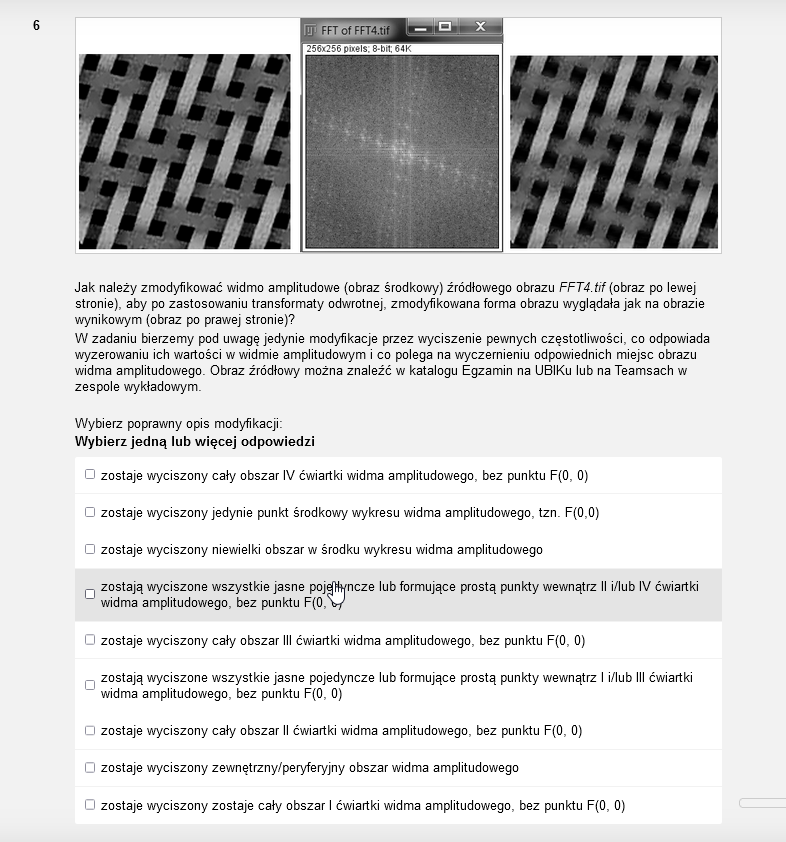 6
FFT of FFT4.tif
256x256 pixels; 8-bit; 64K
Jak należy zmodyfikować widmo amplitudowe (obraz środkowy) źródłowego obrazu FFT4.tif (obraz po lewej
stronie), aby po zastosowaniu transformaty odwrotnej, zmodyfikowana forma obrazu wyglądała jak na obrazie
wynikowym (obraz po prawej stronie)?
W zadaniu bierzemy pod uwagę jedynie modyfikacje przez wyciszenie pewnych częstotliwości, co odpowiada
wyzerowaniu ich wartości w widmie amplitudowym i co polega na wyczernieniu odpowiednich miejsc obrazu
widma amplitudowego. Obraz źródłowy można znaleźć w katalogu Egzamin na UBIKu lub na Teamsach w
zespole wykładowym.
Wybierz poprawny opis modyfikacji:
Wybierz jedną lub więcej odpowiedzi
zostaje wyciszony cały obszar IV ćwiartki widma amplitudowego, bez punktu F(0, 0)
zostaje wyciszony jedynie punkt środkowy wykresu widma amplitudowego, tzn. F(0,0)
zostaje wyciszony niewielki obszar w środku wykresu widma amplitudowego
zostają wyciszone wszystkie jasne pojedyncze lub formujące prostą punkty wewnątrz II i/lub IV ćwiartki
widma amplitudowego, bez punktu F(0, 0)
zostaje wyciszony cały obszar III ćwiartki widma amplitudowego, bez punktu F(0, 0)
zostają wyciszone wszystkie jasne pojedyncze lub formujące prostą punkty wewnątrz I i/lub III ćwiartki
widma amplitudowego, bez punktu F(0, 0)
zostaje wyciszony cały obszar II ćwiartki widma amplitudowego, bez punktu F(0, 0)
zostaje wyciszony zewnętrzny/peryferyjny obszar widma amplitudowego
zostaje wyciszony zostaje cały obszar I ćwiartki widma amplitudowego, bez punktu F(0, 0)